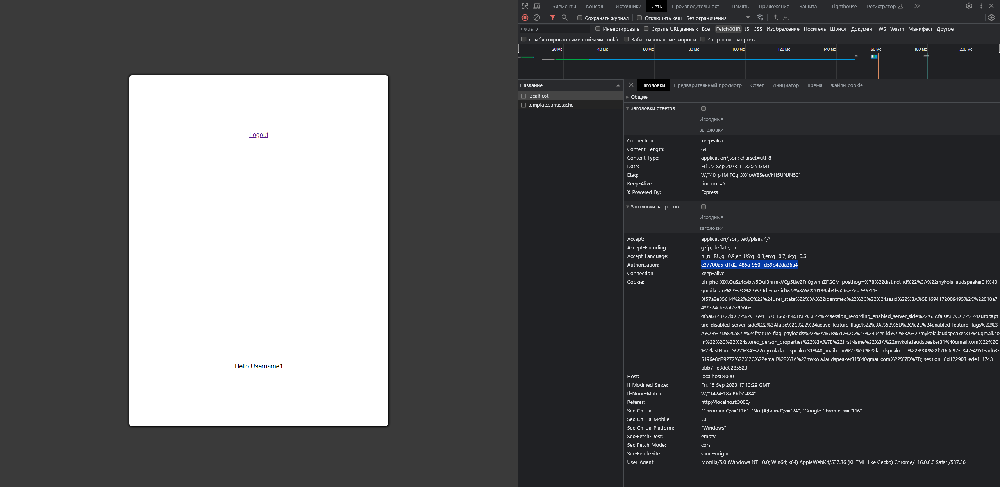 Logout
Hello Username1
Элементы Консоль Источники Сеть Производительность Память Приложение Защита Lighthouse Регистратор
Сохранять журнал Отключить кеш Без ограничения
Фильтр Инвертировать Скрыть URL данных Все Fetch/XHR JS CSS Изображение Носитель Шрифт Документ WS Wasm Манифест Другое
С заблокированными файлами cookie Заблокированные запросы Сторонние запросы
20 мс 40 мс 60 мс 80 мс 100 мс 120 мс 140 мс 160 мс 180 мс 200 мс
Название
localhost
templates.mustache
Заголовки Предварительный просмотр Ответ Инициатор Время Файлы cookie
Общие
Заголовки ответов
Исходные
заголовки
Connection: keep-alive
Content-Length: 64
Content-Type: application/json; charset=utf-8
Date: Fri, 22 Sep 2023 11:32:25 GMT
Etag: W/"40-p1MfTCqr3X4oW8SeuVkH5UNJN50"
Keep-Alive: timeout=5
X-Powered-By: Express
Заголовки запросов
Исходные
заголовки
Accept: application/json, text/plain, */*
Accept-Encoding: gzip, deflate, br
Accept-Language: ru,ru-RU;q=0.9,en-US;q=0.8,en;q=0.7,uk;q=0.6
Authorization: e37700a5-d1d2-486a-960f-d59b42da36a4
Connection: keep-alive
Cookie: ph_phc_XIXtOuSz4cvbtv5QuI3hrmxVCg5tlw2Fn0gwmiZFGCM_posthog=%7B%22distinct_id%22%3A%22mykola.laudspeaker31%40
gmail.com%22%2C%22%24device_id%22%3A%220189ab4f-a56c-7eb2-9e11-
3f57a2e85614%22%2C%22%24user_state%22%3A%22identified%22%2C%22%24sesid%22%3A%5B1694172009495%2C%22018a7
439-24cb-7a65-966b-
4f5a6328722b%22%2C1694167016651%5D%2C%22%24session_recording_enabled_server_side%22%3Afalse%2C%22%24autocapt
ure_disabled_server_side%22%3Afalse%2C%22%24active_feature_flags%22%3A%5B%5D%2C%22%24enabled_feature_flags%22%3
A%7B%7D%2C%22%24feature_flag_payloads%22%3A%7B%7D%2C%22%24user_id%22%3A%22mykola.laudspeaker31%40gmail.co
m%22%2C%22%24stored_person_properties%22%3A%7B%22firstName%22%3A%22mykola.laudspeaker31%40gmail.com%22%2C
%22lastName%22%3A%22mykola.laudspeaker31%40gmail.com%22%2C%22laudspeakerId%22%3A%22f5160c97-c347-4951-ad63-
5196e8d29272%22%2C%22email%22%3A%22mykola.laudspeaker31%40gmail.com%22%7D%7D; session=8d122903-ede1-4743-
bbb7-fe3de8285523
Host: localhost:3000
If-Modified-Since: Fri, 15 Sep 2023 17:13:29 GMT
If-None-Match: W/"1424-18a99d55484"
Referer: http://localhost:3000/
Sec-Ch-Ua: "Chromium";v="116", "Not)A;Brand";v="24", "Google Chrome";v="116"
Sec-Ch-Ua-Mobile: ?0
Sec-Ch-Ua-Platform: "Windows"
Sec-Fetch-Dest: empty
Sec-Fetch-Mode: cors
Sec-Fetch-Site: same-origin
User-Agent: Mozilla/5.0 (Windows NT 10.0; Win64; x64) AppleWebKit/537.36 (KHTML, like Gecko) Chrome/116.0.0.0 Safari/537.36